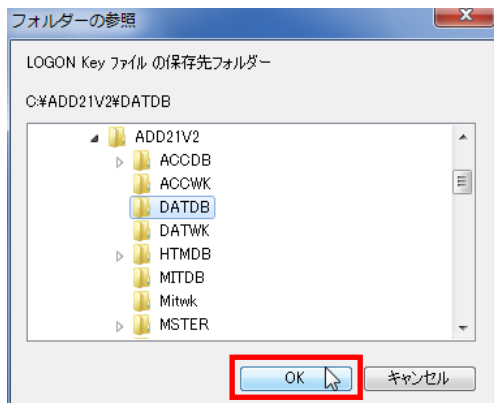 フォルダーの参照
LOGON Key ファイル の保存先フォルダー
C:¥ADD21V2¥DATDB
ADD21V2
ACCDB
ACCWK
DATDB
DATWK
HTMDB
MITDB
Mitwk
MSTER
OK
キャンセル